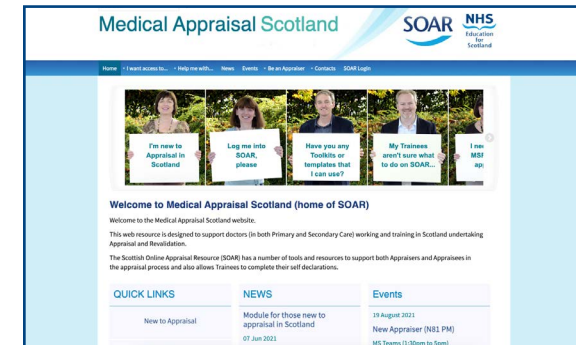 Medical Appraisal Scotland
SOAR
NHS
Education
for
Scotland
Home
I want access to...
Help me with...
News
Events
Be an Appraiser
Contacts
SOAR Login
I'm new to
Appraisal in
Scotland
Log me into
SOAR,
please
Have you any
Toolkits or
templates that
I can use?
My Trainees
aren't sure what
to do on SOAR...
MSF
Welcome to Medical Appraisal Scotland (home of SOAR)
Welcome to the Medical Appraisal Scotland website.
This web resource is designed to support doctors (in both Primary and Secondary Care) working and training in Scotland undertaking
Appraisal and Revalidation.
The Scottish Online Appraisal Resource (SOAR) has a number of tools and resources to support both Appraisers and Appraisees in
the appraisal process and also allows Trainees to complete their self declarations.
QUICK LINKS
New to Appraisal
NEWS
Module for those new to
appraisal in Scotland
07 Jun 2021
Events
19 August 2021
New Appraiser (N81 PM)
MS Teams (1:30pm to 5pm)